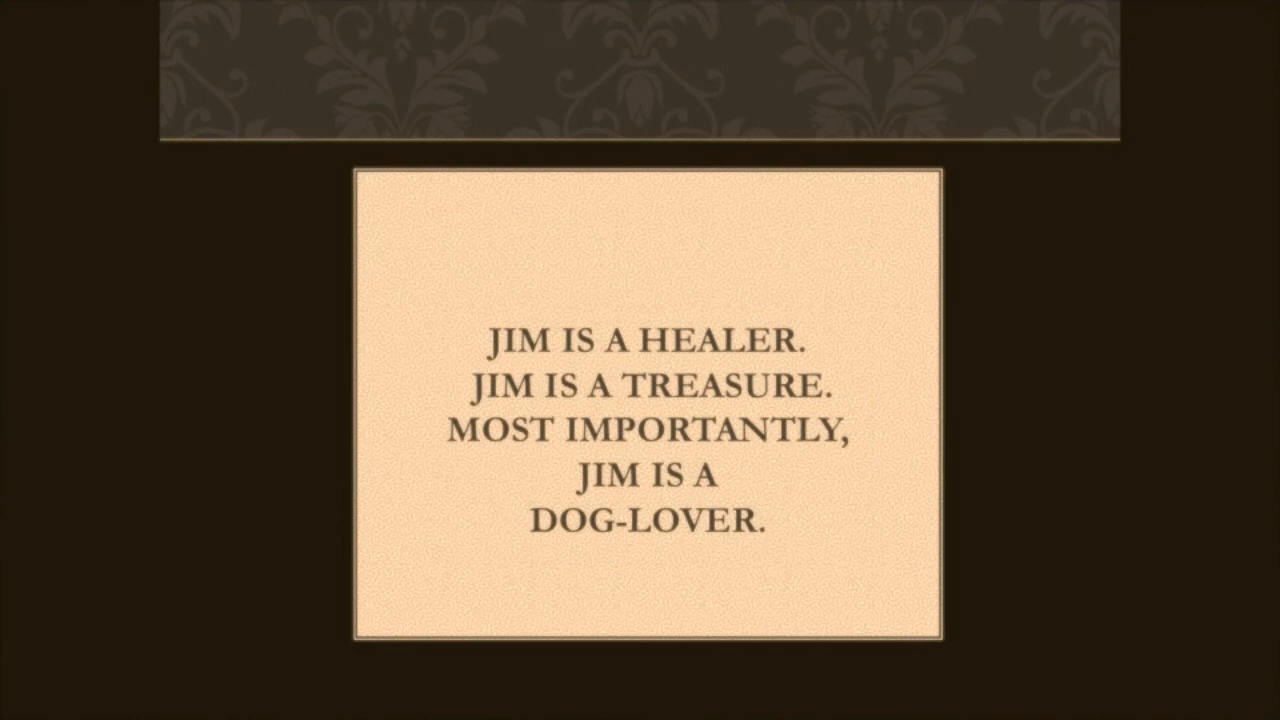 JIM IS A HEALER.
JIM IS A TREASURE.
MOST IMPORTANTLY,
JIM IS A
DOG-LOVER.